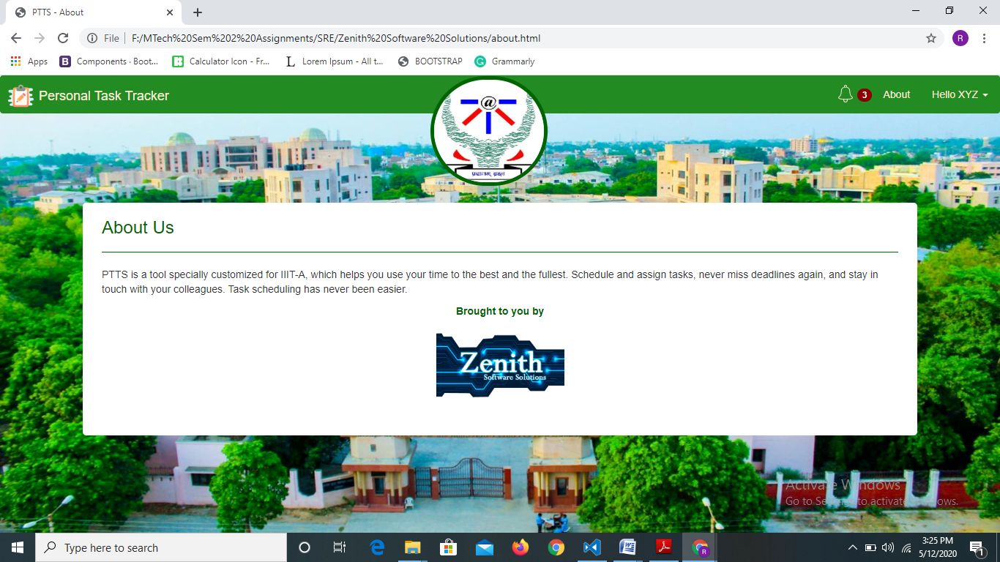 PTTS - About
File
F:/MTech%20Sem%202%20Assignments/SRE/Zenith%20Software%20Solutions/about.html
R
Apps
B Components · Boot...
Calculator Icon - Fr...
L Lorem Ipsum - All t...
BOOTSTRAP
G Grammarly
Personal Task Tracker
3
About
Hello XYZ
@
About Us
PTTS is a tool specially customized for IIIT-A, which helps you use your time to the best and the fullest. Schedule and assign tasks, never miss deadlines again, and stay in
touch with your colleagues. Task scheduling has never been easier.
Brought to you by
Zenith
Software Solutions
Activate Windows
Go to Settings to activate Windows.
Type here to search
R
3:25 PM
5/12/2020
1